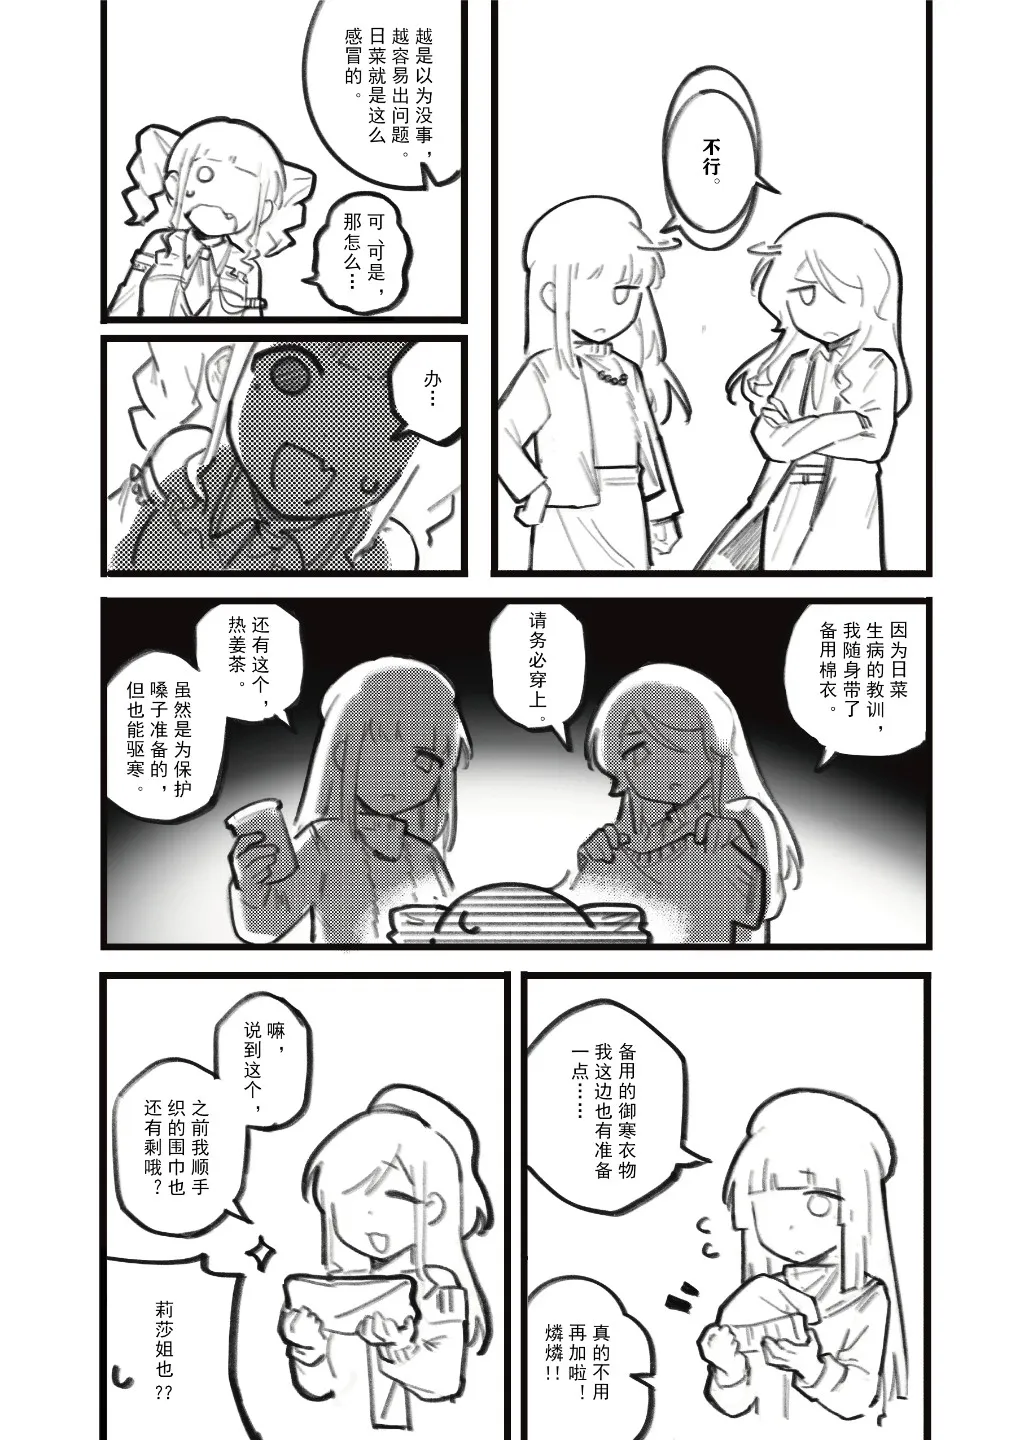 不行。
越是以为没事，
越容易出问题。
日菜就是这么
感冒的。
可、可是，
那怎么…
办…
因为日菜
生病的教训，
我随身带了
备用棉衣。
请务必穿上。
还有这个，
热姜茶。
虽然是为保护
嗓子准备的，
但也能驱寒。
备用的御寒衣物
我这边也有准备
一点……
真的不用
再加啦！
燐燐!!
嘛，
说到这个，
之前我顺手
织的围巾也
还有剩哦？
莉莎姐也??